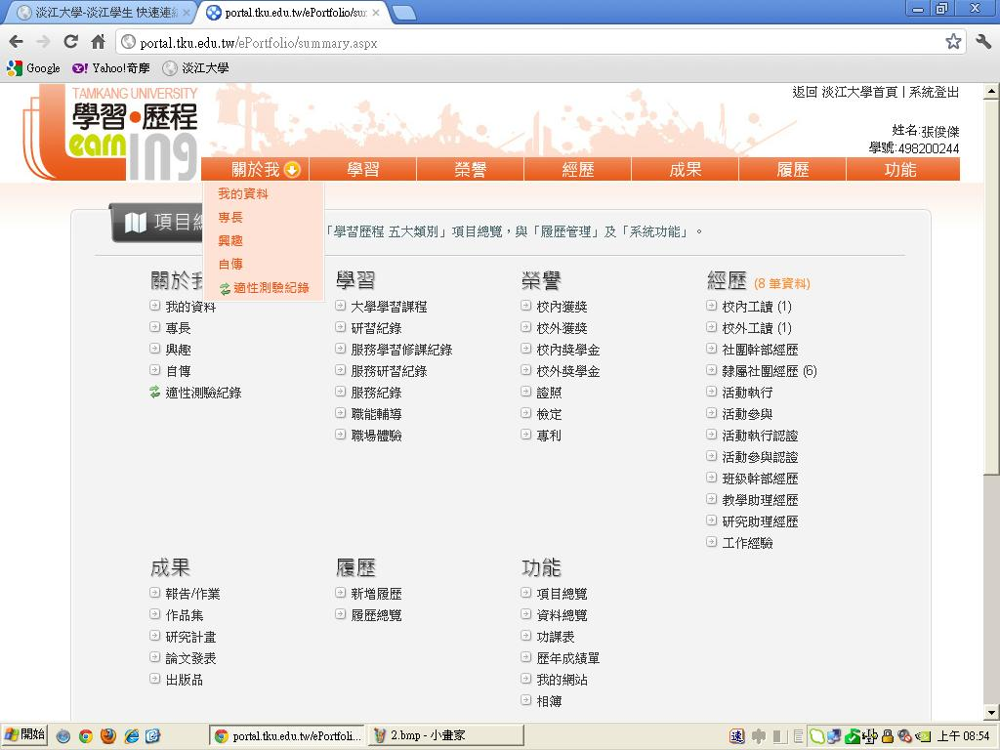 淡江大學-淡江學生 快速連結
portal.tku.edu.tw/ePortfolio/su
portal.tku.edu.tw/ePortfolio/summary.aspx
Google
Yahoo!奇摩
淡江大學
返回 淡江大學首頁 | 系統登出
TAMKANG UNIVERSITY
學習•歷程
Learning
姓名:張俊傑
學號:498200244
關於我
學習
榮譽
經歷
成果
履歷
功能
我的資料
專長
興趣
自傳
適性測驗紀錄
項目總
「學習歷程 五大類別」項目總覽,與「履歷管理」及「系統功能」。
關於我
我的資料
專長
興趣
自傳
適性測驗紀錄
學習
大學學習課程
研習紀錄
服務學習修課紀錄
服務研習紀錄
服務紀錄
職能輔導
職場體驗
榮譽
校內獲獎
校外獲獎
校內獎學金
校外獎學金
證照
檢定
專利
經歷 (8 筆資料)
校內工讀 (1)
校外工讀 (1)
社團幹部經歷
隸屬社團經歷 (6)
活動執行
活動參與
活動執行認證
活動參與認證
班級幹部經歷
教學助理經歷
研究助理經歷
工作經驗
成果
報告/作業
作品集
研究計畫
論文發表
出版品
履歷
新增履歷
履歷總覽
功能
項目總覽
資料總覽
功課表
歷年成績單
我的網站
相簿
開始
portal.tku.edu.tw/ePortfoli...
2.bmp - 小畫家
速
中
上午 08:54